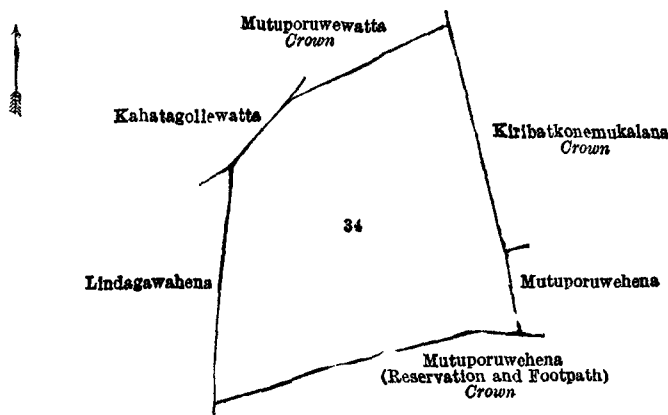 Mutuporuwewatta
Crown
Kahatagollewatta
Kiribatkonemukalana
Crown
34
Lindagawahena
Mutuporuwehena
Mutuporuwehena
(Reservation and Footpath)
Crown